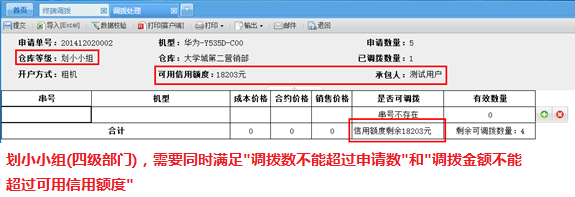 首页 终端调拨 调拨处理
提交 导入[Excel] 数据校验 打印[客户端] 打印 输出 邮件 退回
申请单号：201412020002 机型：华为-Y535D-C00 申请数量：5
仓库等级：划小小组 仓库：大学城第二营销部 已调拨数量：1
可用信用额度：18203元 承包人：测试用户
开户方式：租机
串号 机型 成本价格 合约价格 销售价格 是否可调拨 有效数量
串号不存在 0
合计 0 0 0 信用额度剩余18203元 剩余可调拨数量：4
划小小组(四级部门)，需要同时满足"调拨数不能超过申请数"和"调拨金额不能
超过可用信用额度"